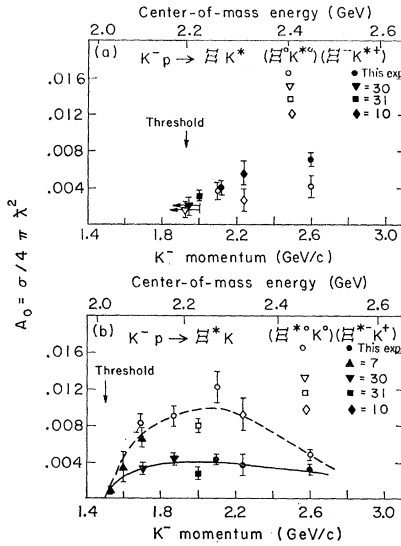 Center-of-mass energy (GeV)
2.0 2.2 2.4 2.6
(a) K⁻p → Ξ K* (Ξ⁰K*⁰)(Ξ⁻K*⁺)
.016 ○ ● This exp
▽ ▼ = 30
Threshold □ ■ = 31
.012 ◇ ◆ = 10
.008
.004
1.4 1.8 2.2 2.6 3.0
K⁻ momentum (GeV/c)
A₀ = σ/4 π ƛ²
Center-of-mass energy (GeV)
2.0 2.2 2.4 2.6
(b) K⁻p → Ξ*K (Ξ*⁰K⁰)(Ξ*⁻K⁺)
.016 ○ ● This exp
▲ = 7
Threshold ▽ ▼ = 30
.012 □ ■ = 31
◇ ◆ = 10
.008
.004
1.4 1.8 2.2 2.6 3.0
K⁻ momentum (GeV/c)